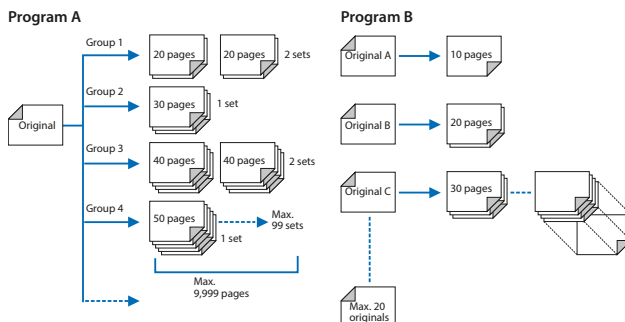 Program A
Group 1
20 pages
20 pages
2 sets
Group 2
30 pages
1 set
Original
Group 3
40 pages
40 pages
2 sets
Group 4
50 pages
1 set
Max.
99 sets
Max.
9,999 pages
Program B
Original A
10 pages
Original B
20 pages
Original C
30 pages
Max. 20
originals